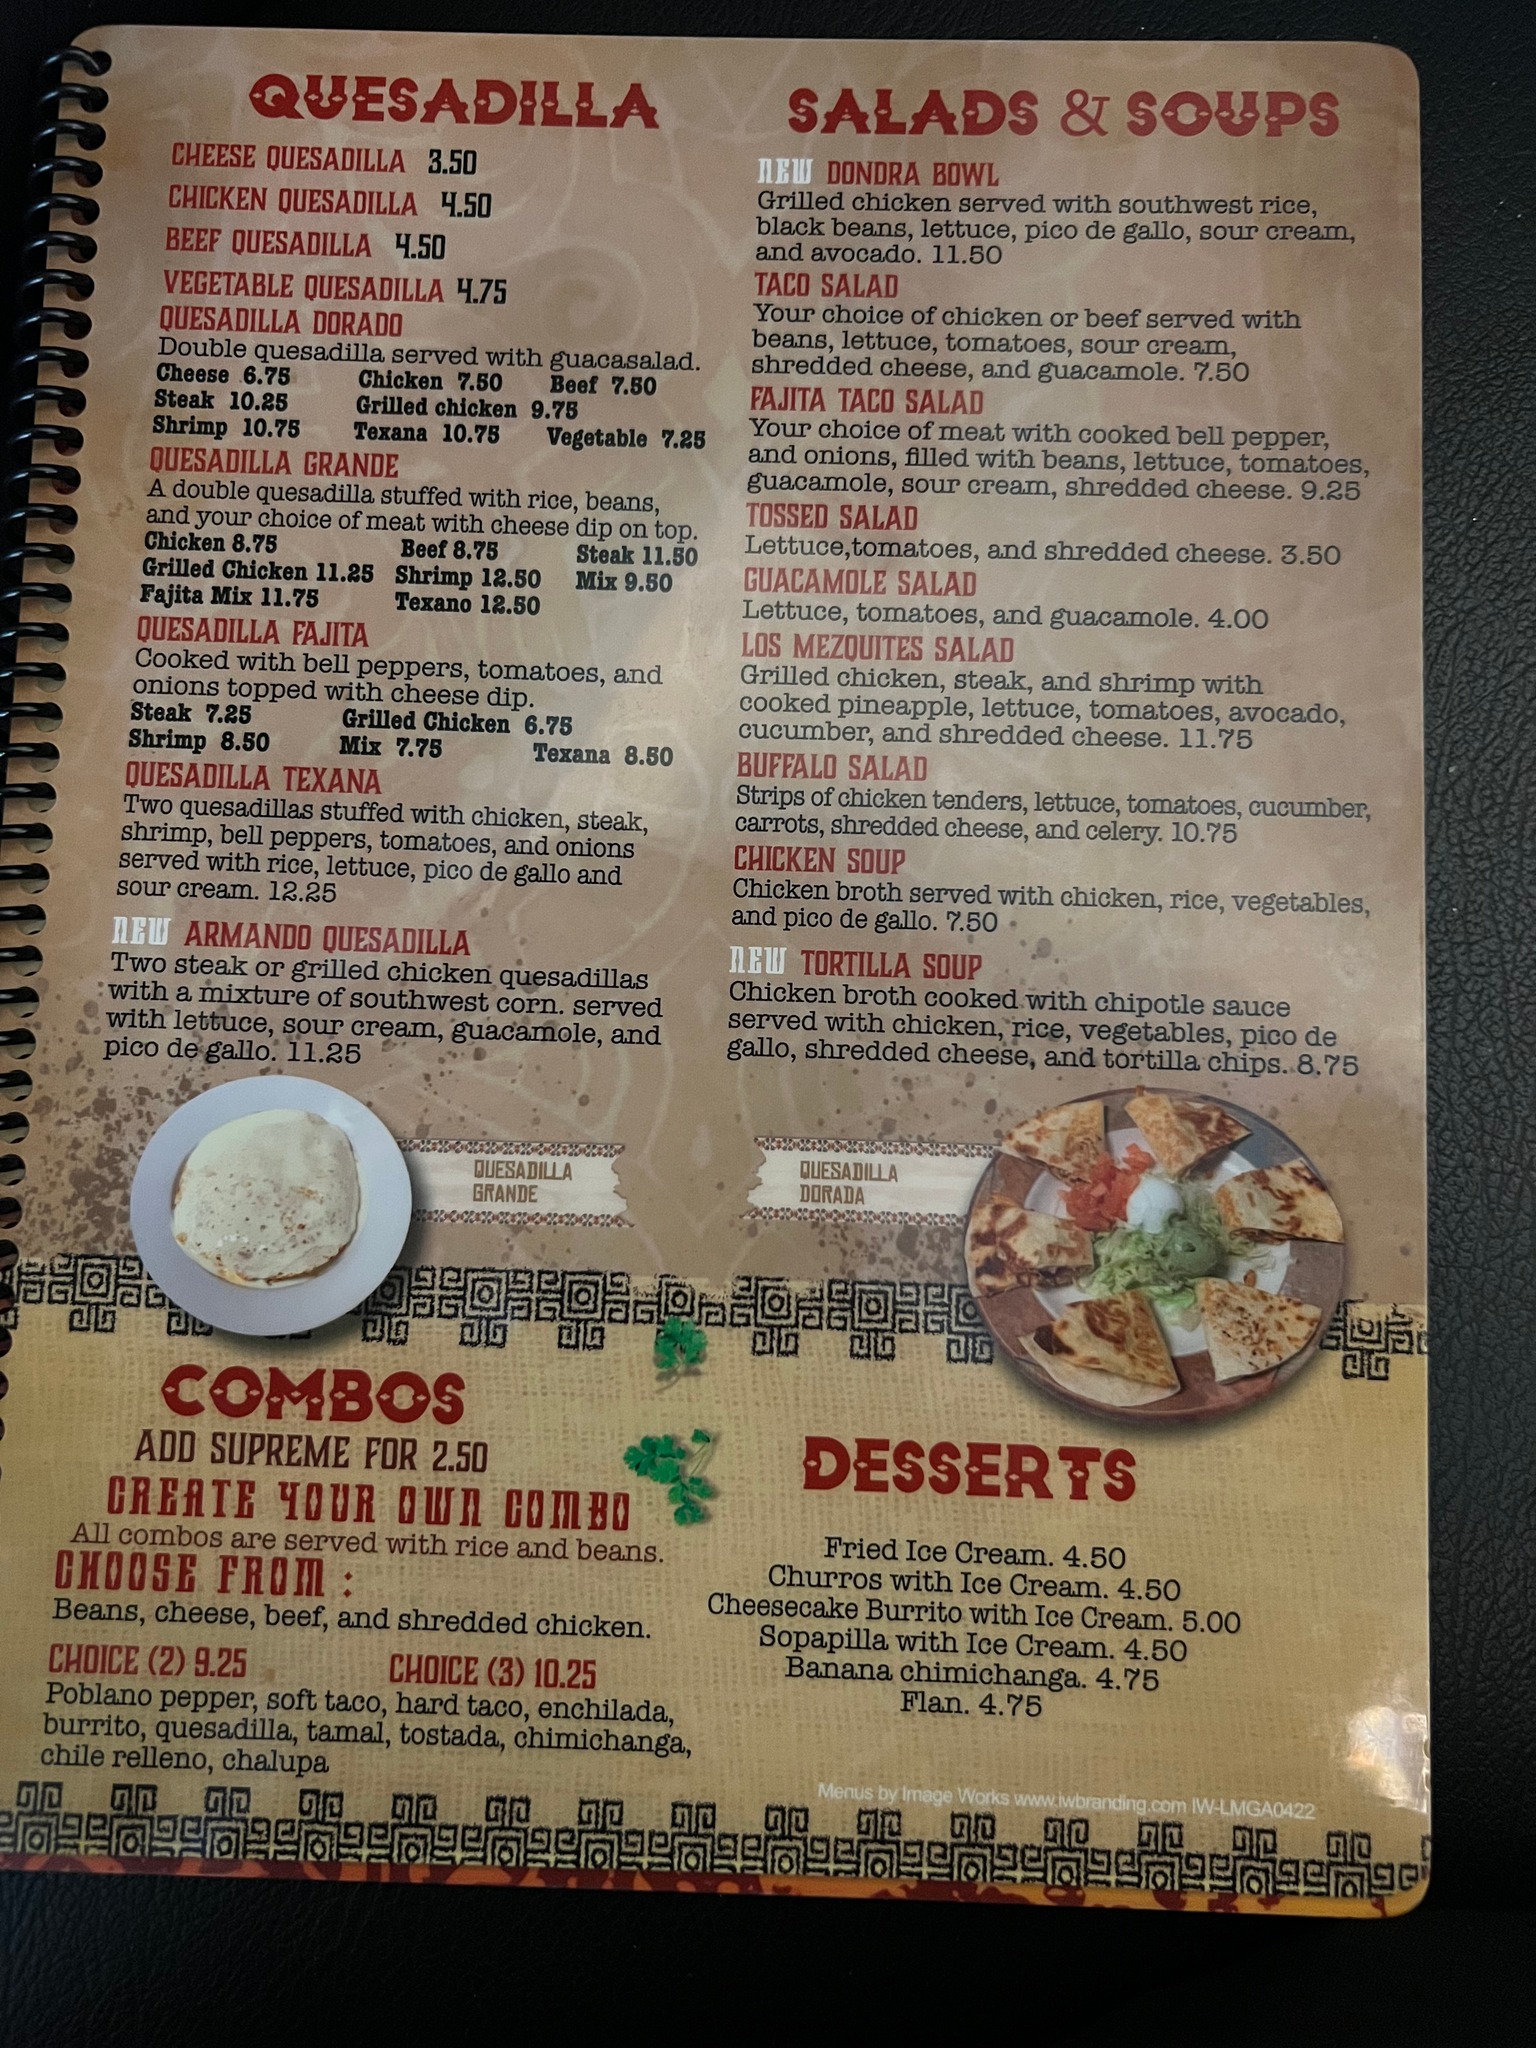 QUESADILLA
CHEESE QUESADILLA 3.50
CHICKEN QUESADILLA 4.50
BEEF QUESADILLA 4.50
VEGETABLE QUESADILLA 4.75
QUESADILLA DORADO
Double quesadilla served with guacasalad.
Cheese 6.75 Chicken 7.50 Beef 7.50
Steak 10.25 Grilled chicken 9.75
Shrimp 10.75 Texana 10.75 Vegetable 7.25
QUESADILLA GRANDE
A double quesadilla stuffed with rice, beans,
and your choice of meat with cheese dip on top.
Chicken 8.75 Beef 8.75 Steak 11.50
Grilled Chicken 11.25 Shrimp 12.50 Mix 9.50
Fajita Mix 11.75 Texano 12.50
QUESADILLA FAJITA
Cooked with bell peppers, tomatoes, and
onions topped with cheese dip.
Steak 7.25 Grilled Chicken 6.75
Shrimp 8.50 Mix 7.75 Texana 8.50
QUESADILLA TEXANA
Two quesadillas stuffed with chicken, steak,
shrimp, bell peppers, tomatoes, and onions
served with rice, lettuce, pico de gallo and
sour cream. 12.25
NEW ARMANDO QUESADILLA
Two steak or grilled chicken quesadillas
with a mixture of southwest corn. served
with lettuce, sour cream, guacamole, and
pico de gallo. 11.25
SALADS & SOUPS
NEW DONDRA BOWL
Grilled chicken served with southwest rice,
black beans, lettuce, pico de gallo, sour cream,
and avocado. 11.50
TACO SALAD
Your choice of chicken or beef served with
beans, lettuce, tomatoes, sour cream,
shredded cheese, and guacamole. 7.50
FAJITA TACO SALAD
Your choice of meat with cooked bell pepper,
and onions, filled with beans, lettuce, tomatoes,
guacamole, sour cream, shredded cheese. 9.25
TOSSED SALAD
Lettuce,tomatoes, and shredded cheese. 3.50
GUACAMOLE SALAD
Lettuce, tomatoes, and guacamole. 4.00
LOS MEZQUITES SALAD
Grilled chicken, steak, and shrimp with
cooked pineapple, lettuce, tomatoes, avocado,
cucumber, and shredded cheese. 11.75
BUFFALO SALAD
Strips of chicken tenders, lettuce, tomatoes, cucumber,
carrots, shredded cheese, and celery. 10.75
CHICKEN SOUP
Chicken broth served with chicken, rice, vegetables,
and pico de gallo. 7.50
NEW TORTILLA SOUP
Chicken broth cooked with chipotle sauce
served with chicken, rice, vegetables, pico de
gallo, shredded cheese, and tortilla chips. 8.75
QUESADILLA
GRANDE
QUESADILLA
DORADA
COMBOS
ADD SUPREME FOR 2.50
CREATE YOUR OWN COMBO
All combos are served with rice and beans.
CHOOSE FROM :
Beans, cheese, beef, and shredded chicken.
CHOICE (2) 9.25 CHOICE (3) 10.25
Poblano pepper, soft taco, hard taco, enchilada,
burrito, quesadilla, tamal, tostada, chimichanga,
chile relleno, chalupa
DESSERTS
Fried Ice Cream. 4.50
Churros with Ice Cream. 4.50
Cheesecake Burrito with Ice Cream. 5.00
Sopapilla with Ice Cream. 4.50
Banana chimichanga. 4.75
Flan. 4.75
Menus by Image Works www.iwbranding.com IW-LMGA0422